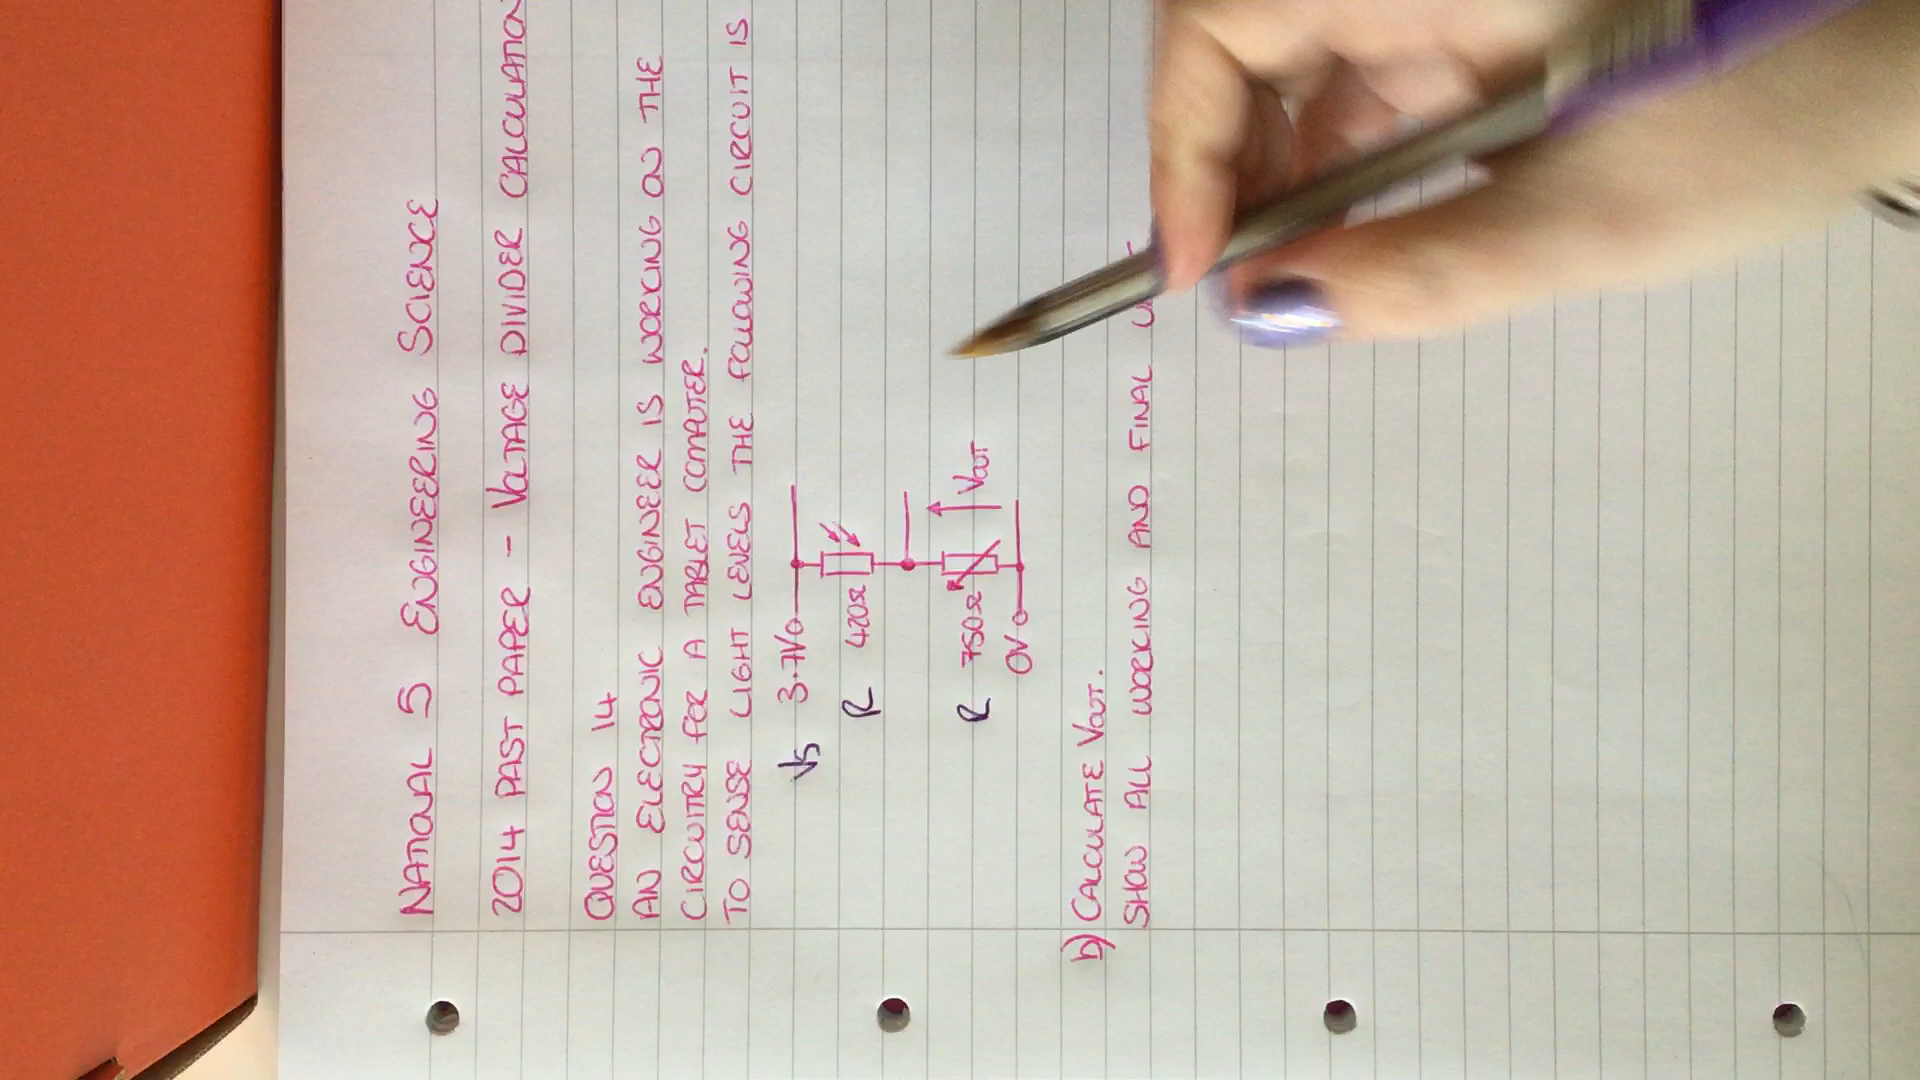 NATIONAL 5 ENGINEERING SCIENCE
2014 PAST PAPER - VOLTAGE DIVIDER CALCULATION
QUESTION 14
AN ELECTRONIC ENGINEER IS WORKING ON THE
CIRCUITRY FOR A TABLET COMPUTER.
TO SENSE LIGHT LEVELS THE FOLLOWING CIRCUIT IS
Vs 3.7V
R 420Ω
R 750Ω VOUT
0V
b) CALCULATE VOUT.
SHOW ALL WORKING AND FINAL